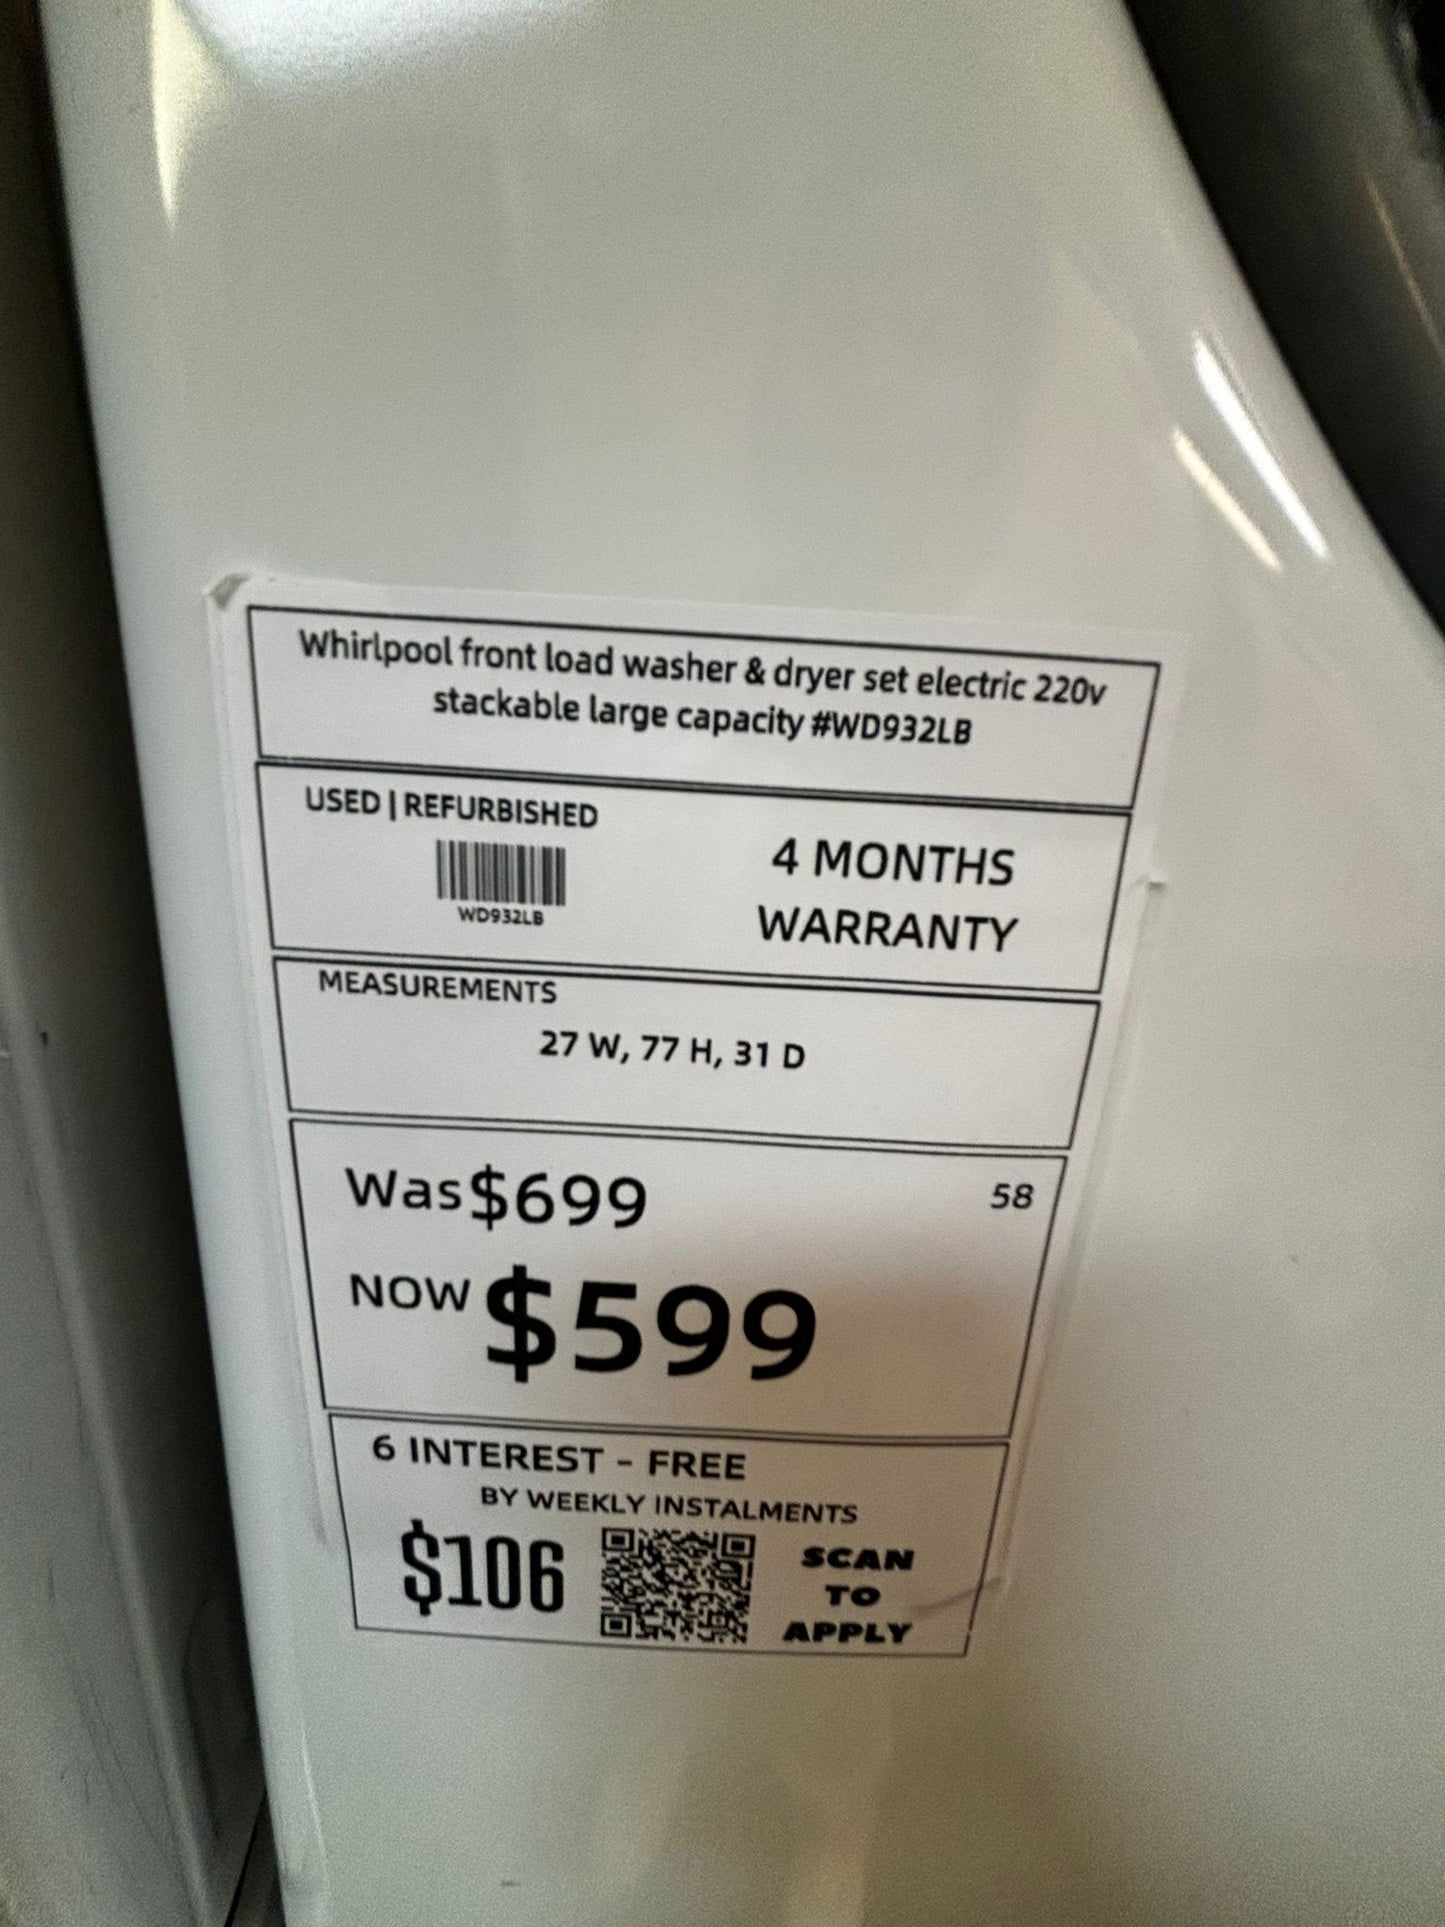 Whirlpool front load washer & dryer set electric 220v
stackable large capacity #WD932LB
USED | REFURBISHED
WD932LB
4 MONTHS
WARRANTY
MEASUREMENTS
27 W, 77 H, 31 D
Was $699
58
NOW $599
6 INTEREST - FREE
BY WEEKLY INSTALMENTS
$106
SCAN
TO
APPLY